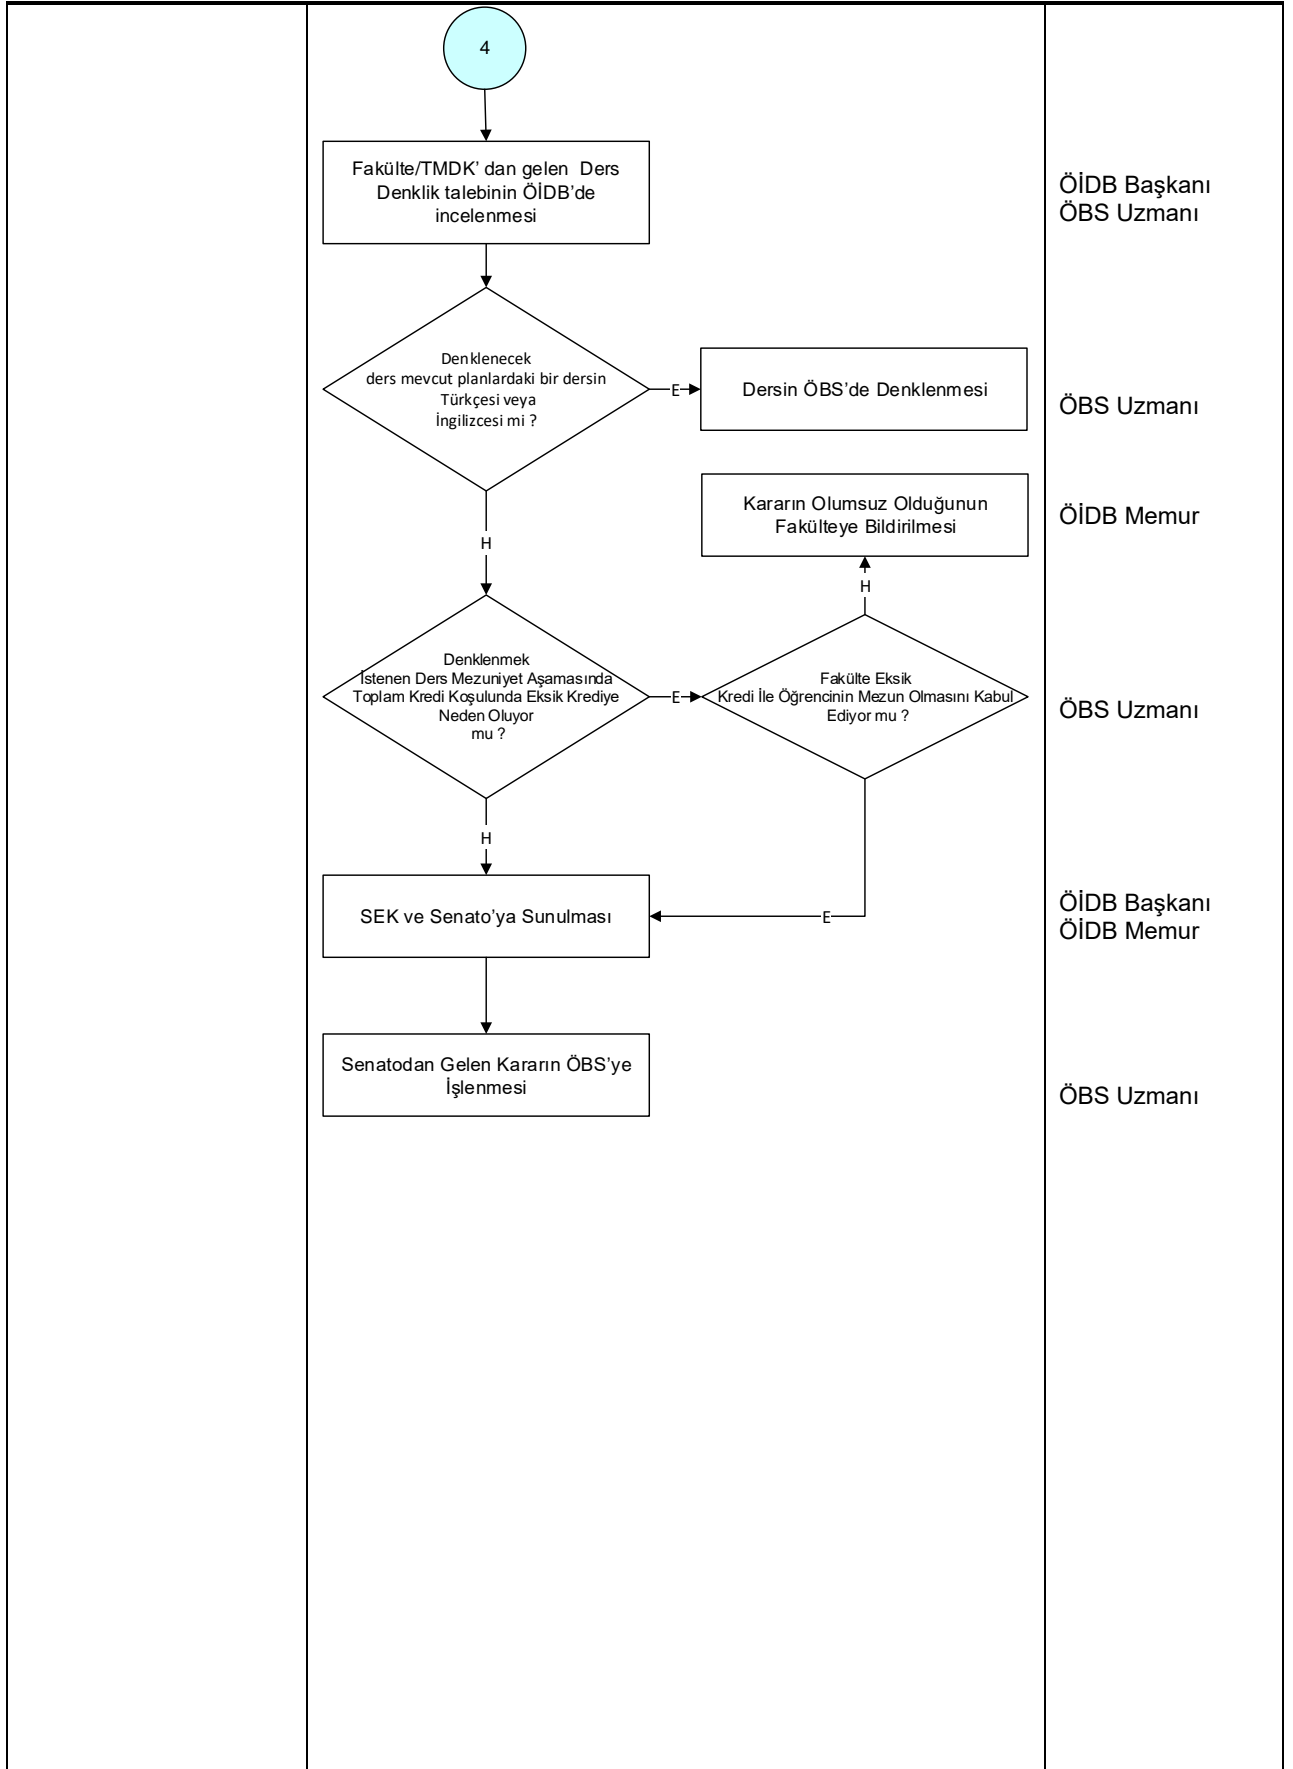 4
Fakülte/TMDK’ dan gelen  Ders
Denklik talebinin ÖİDB’de
incelenmesi
ÖİDB Başkanı
ÖBS Uzmanı
Denklenecek
ders mevcut planlardaki bir dersin
Türkçesi veya
İngilizcesi mi ?
E
Dersin ÖBS’de Denklenmesi
ÖBS Uzmanı
H
Kararın Olumsuz Olduğunun
Fakülteye Bildirilmesi
ÖİDB Memur
H
Denklenmek
İstenen Ders Mezuniyet Aşamasında
Toplam Kredi Koşulunda Eksik Krediye
Neden Oluyor
mu ?
E
Fakülte Eksik
Kredi İle Öğrencinin Mezun Olmasını Kabul
Ediyor mu ?
ÖBS Uzmanı
H
SEK ve Senato’ya Sunulması
E
ÖİDB Başkanı
ÖİDB Memur
Senatodan Gelen Kararın ÖBS’ye
İşlenmesi
ÖBS Uzmanı